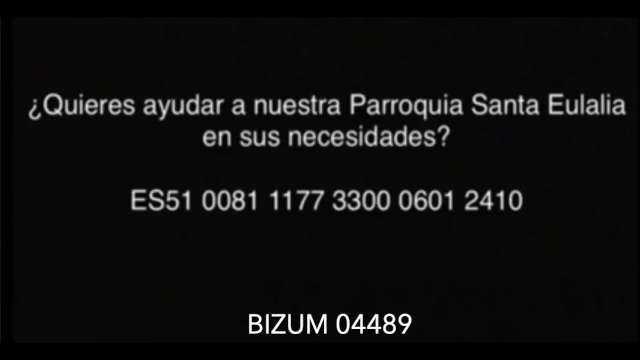 ¿Quieres ayudar a nuestra Parroquia Santa Eulalia
en sus necesidades?
ES51 0081 1177 3300 0601 2410
BIZUM 04489